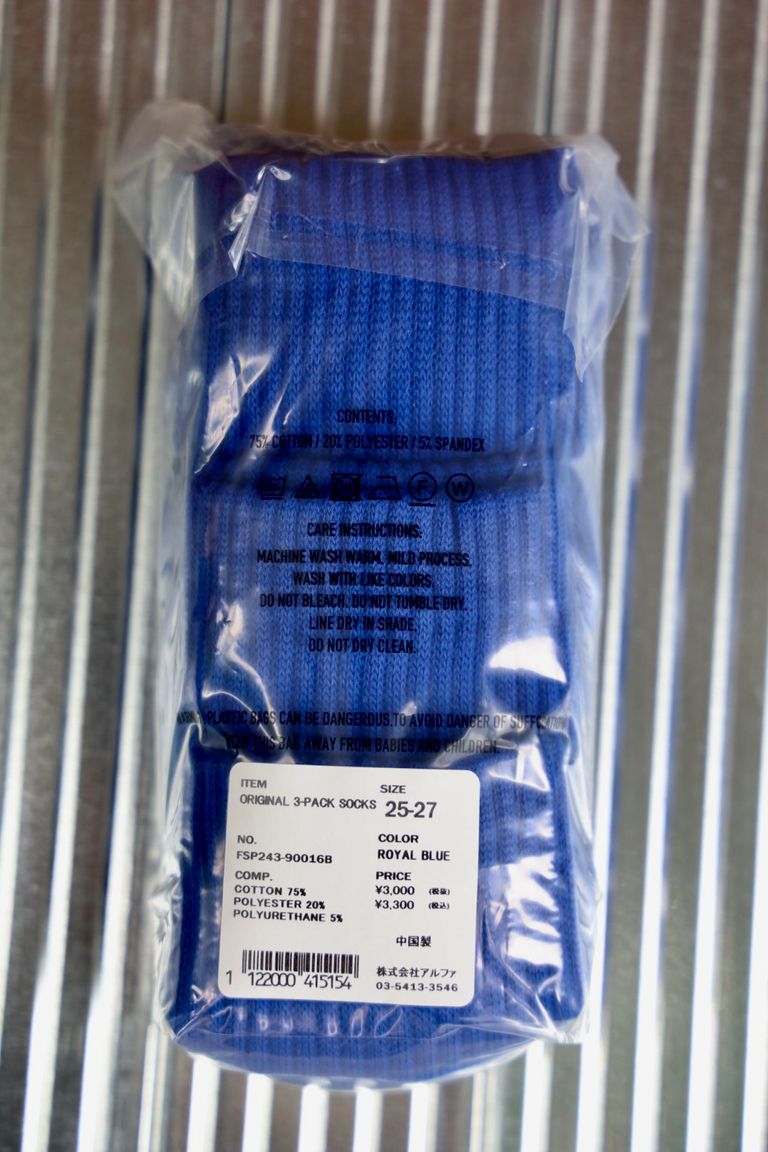 CONTENTS:
75% COTTON / 20% POLYESTER / 5% SPANDEX
F W
CARE INSTRUCTIONS:
MACHINE WASH WARM, MILD PROCESS.
WASH WITH LIKE COLORS.
DO NOT BLEACH. DO NOT TUMBLE DRY.
LINE DRY IN SHADE.
DO NOT DRY CLEAN.
PLASTIC BAGS CAN BE DANGEROUS.TO AVOID DANGER OF
KEEP THIS BAG AWAY FROM BABIES AND CHILDREN
ITEM
ORIGINAL 3-PACK SOCKS
SIZE
25-27
NO.
FSP243-90016B
COLOR
ROYAL BLUE
COMP.
COTTON 75%
POLYESTER 20%
POLYURETHANE 5%
PRICE
¥3,000 (税抜)
¥3,300 (税込)
中国製
1 122000 415154
株式会社アルファ
03-5413-3546